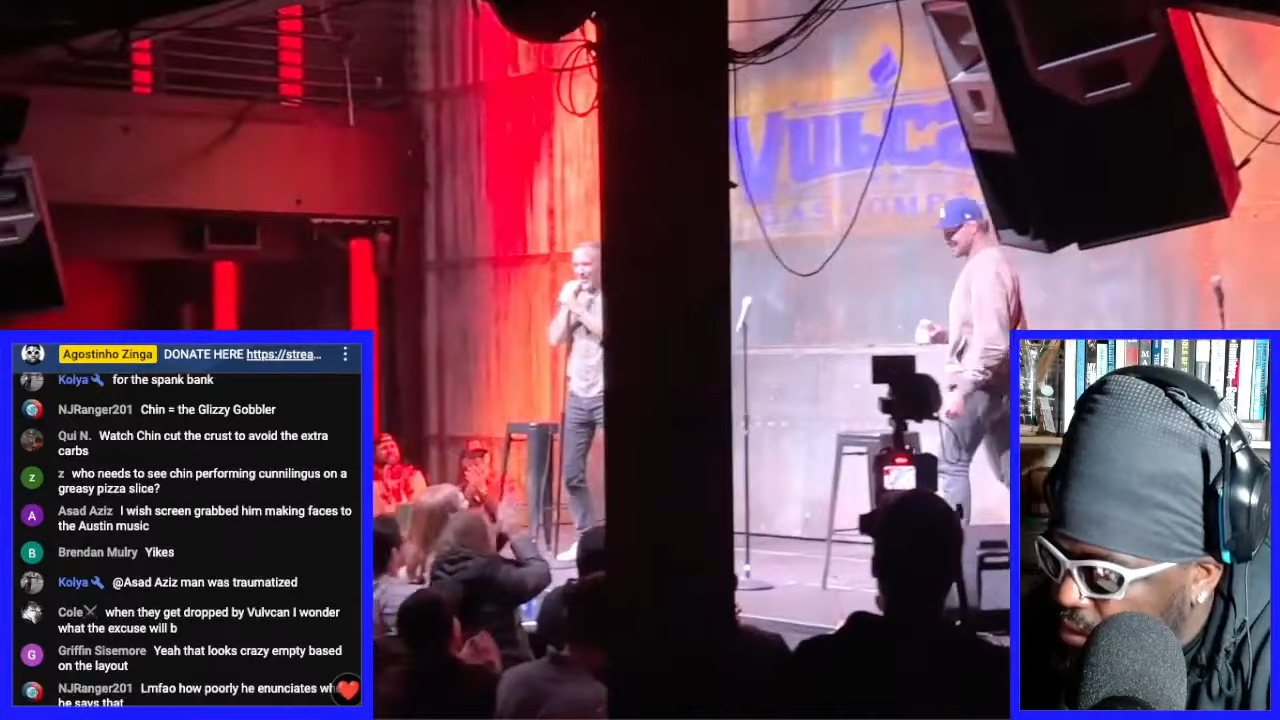 Vulca
GAS COMP
Agostinho Zinga DONATE HERE https://strea...
Kolya for the spank bank
NJRanger201 Chin = the Glizzy Gobbler
Qui N. Watch Chin cut the crust to avoid the extra
carbs
z z who needs to see chin performing cunnilingus on a
greasy pizza slice?
A Asad Aziz I wish screen grabbed him making faces to
the Austin music
B Brendan Mulry Yikes
Kolya @Asad Aziz man was traumatized
Cole when they get dropped by Vulvcan I wonder
what the excuse will b
G Griffin Sisemore Yeah that looks crazy empty based
on the layout
NJRanger201 Lmfao how poorly he enunciates
he says that